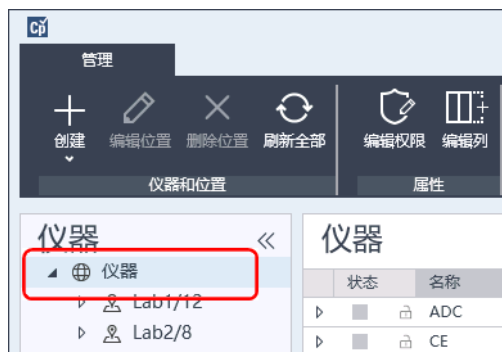 Cp
管理
创建
编辑位置
删除位置
刷新全部
编辑权限
编辑列
仪器和位置
属性
仪器
仪器
Lab1/12
Lab2/8
仪器
状态
名称
ADC
CE